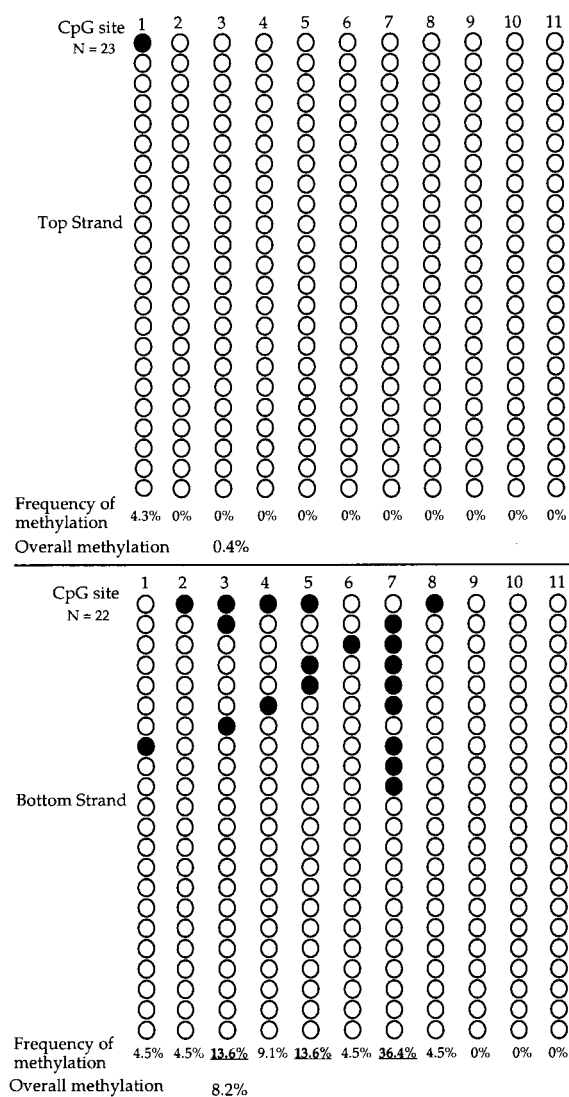 CpG site 1 2 3 4 5 6 7 8 9 10 11
N = 23
Top Strand
Frequency of
methylation 4.3% 0% 0% 0% 0% 0% 0% 0% 0% 0% 0%
Overall methylation 0.4%
CpG site 1 2 3 4 5 6 7 8 9 10 11
N = 22
Bottom Strand
Frequency of
methylation 4.5% 4.5% 13.6% 9.1% 13.6% 4.5% 36.4% 4.5% 0% 0% 0%
Overall methylation 8.2%